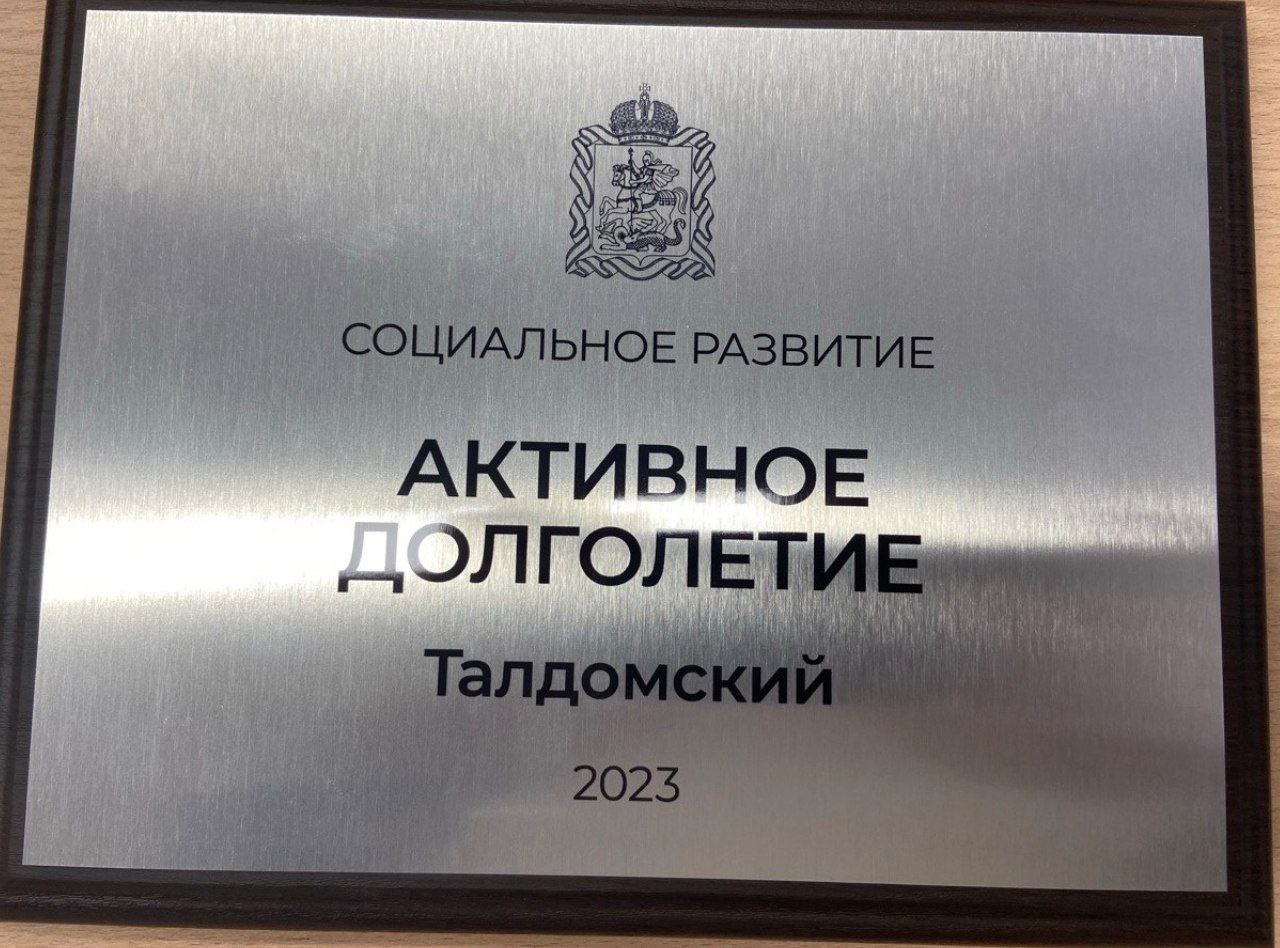 СОЦИАЛЬНОЕ РАЗВИТИЕ
АКТИВНОЕ
ДОЛГОЛЕТИЕ
Талдомский
2023